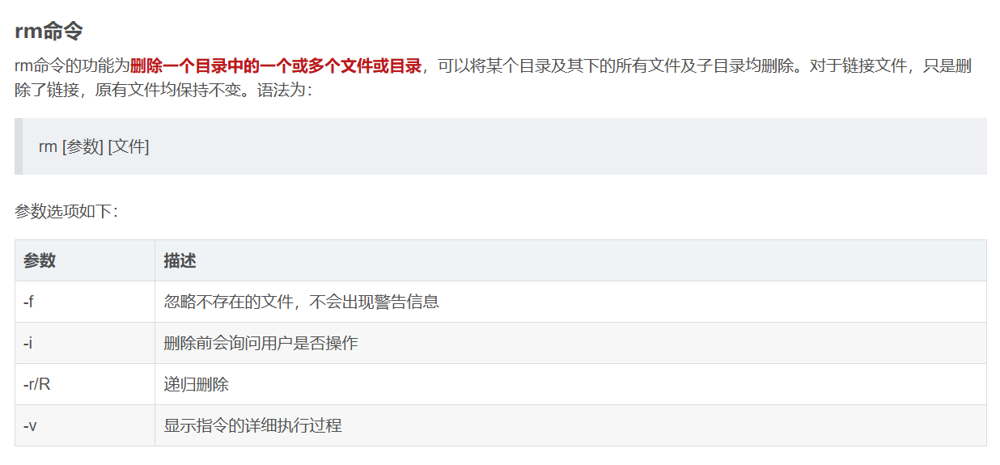 rm命令
rm命令的功能为删除一个目录中的一个或多个文件或目录，可以将某个目录及其下的所有文件及子目录均删除。对于链接文件，只是删
除了链接，原有文件均保持不变。语法为：
rm [参数] [文件]
参数选项如下：
参数 描述
-f 忽略不存在的文件，不会出现警告信息
-i 删除前会询问用户是否操作
-r/R 递归删除
-v 显示指令的详细执行过程